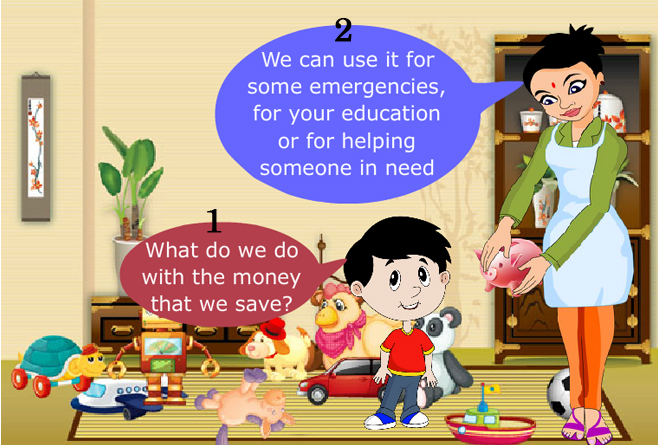 1
What do we do
with the money
that we save?
2
We can use it for
some emergencies,
for your education
or for helping
someone in need